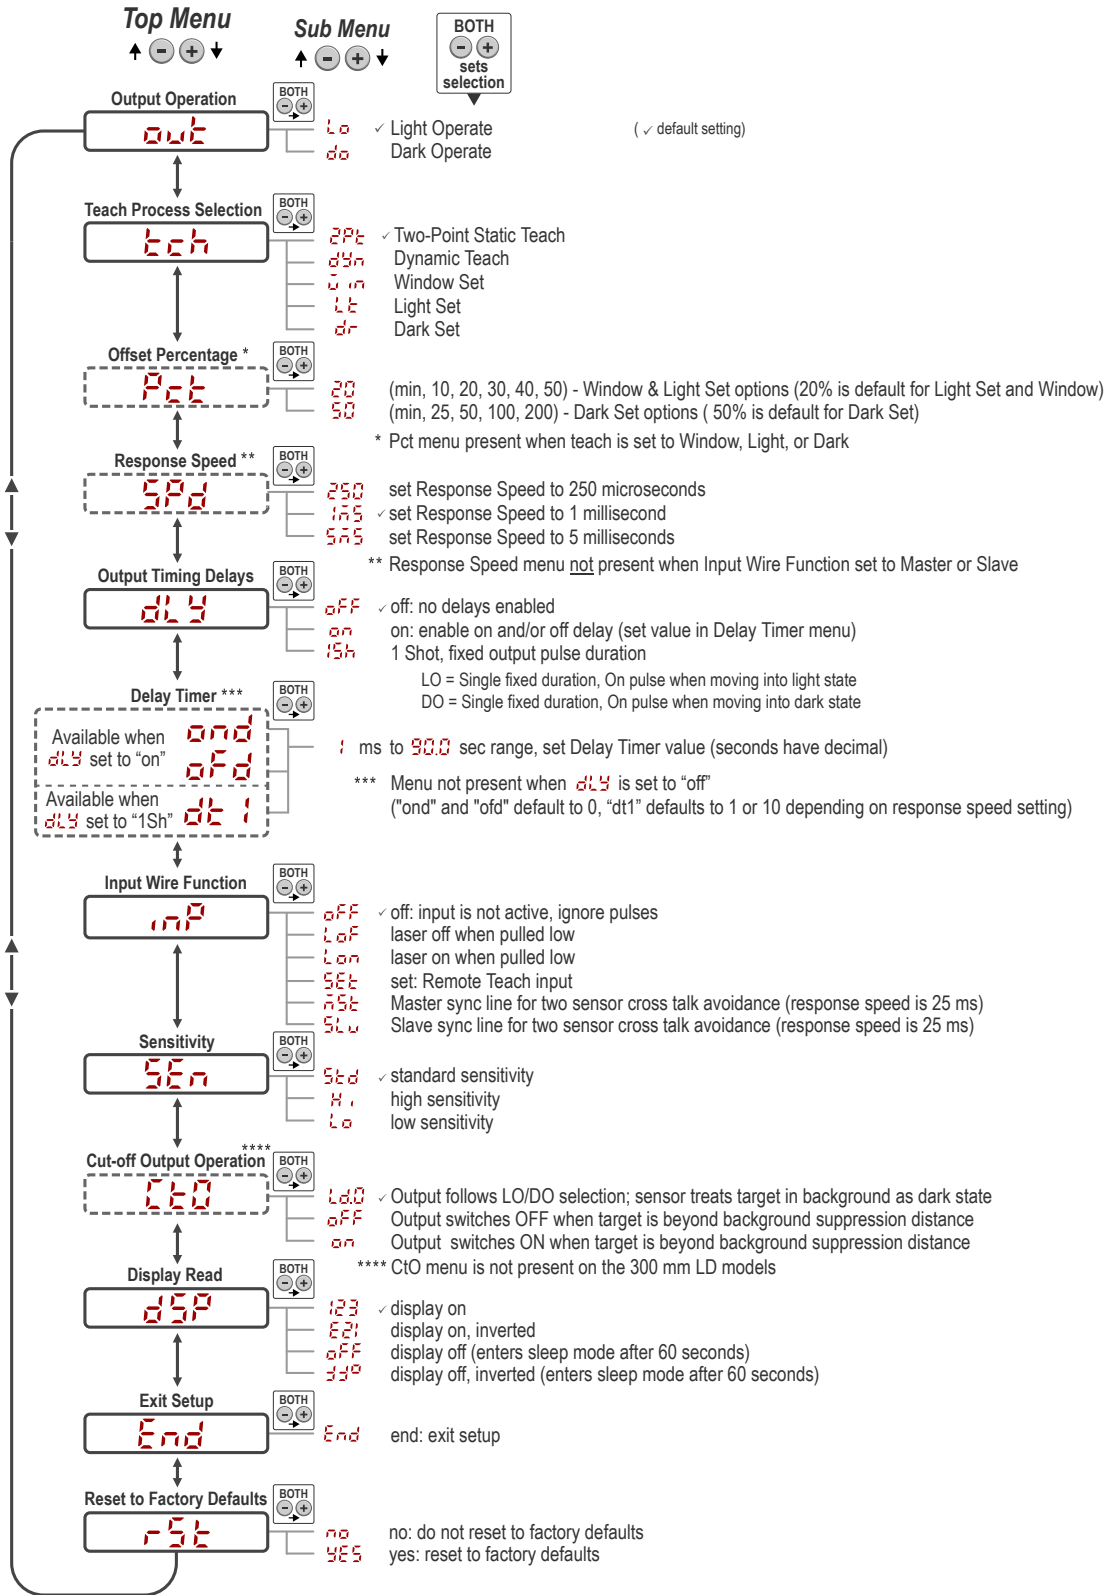 Top Menu
Sub Menu
BOTH
sets
selection
Output Operation
BOTH
out
Lo ✓ Light Operate
( ✓ default setting)
do Dark Operate
Teach Process Selection
BOTH
tch
2Pt ✓ Two-Point Static Teach
dYn Dynamic Teach
win Window Set
Lt Light Set
dr Dark Set
Offset Percentage *
BOTH
Pct
20 (min, 10, 20, 30, 40, 50) - Window & Light Set options (20% is default for Light Set and Window)
50 (min, 25, 50, 100, 200) - Dark Set options ( 50% is default for Dark Set)
* Pct menu present when teach is set to Window, Light, or Dark
Response Speed **
BOTH
SPd
250 set Response Speed to 250 microseconds
1mS ✓ set Response Speed to 1 millisecond
5mS set Response Speed to 5 milliseconds
** Response Speed menu not present when Input Wire Function set to Master or Slave
Output Timing Delays
BOTH
dLY
oFF ✓ off: no delays enabled
on on: enable on and/or off delay (set value in Delay Timer menu)
1Sh 1 Shot, fixed output pulse duration
LO = Single fixed duration, On pulse when moving into light state
DO = Single fixed duration, On pulse when moving into dark state
Delay Timer ***
BOTH
Available when
dLY set to “on”
ond
oFd
Available when
dLY set to “1Sh”
dt1
1 ms to 90.0 sec range, set Delay Timer value (seconds have decimal)
*** Menu not present when dLY is set to “off”
("ond" and "ofd" default to 0, “dt1” defaults to 1 or 10 depending on response speed setting)
Input Wire Function
BOTH
inP
oFF ✓ off: input is not active, ignore pulses
LoF laser off when pulled low
Lon laser on when pulled low
SEt set: Remote Teach input
mSt Master sync line for two sensor cross talk avoidance (response speed is 25 ms)
SLv Slave sync line for two sensor cross talk avoidance (response speed is 25 ms)
Sensitivity
BOTH
SEn
Std ✓ standard sensitivity
Hi high sensitivity
Lo low sensitivity
Cut-off Output Operation ****
BOTH
CtO
Ld.O ✓ Output follows LO/DO selection; sensor treats target in background as dark state
oFF Output switches OFF when target is beyond background suppression distance
on Output switches ON when target is beyond background suppression distance
**** CtO menu is not present on the 300 mm LD models
Display Read
BOTH
dSP
123 ✓ display on
E21 display on, inverted
oFF display off (enters sleep mode after 60 seconds)
display off, inverted (enters sleep mode after 60 seconds)
Exit Setup
BOTH
End
End end: exit setup
Reset to Factory Defaults
BOTH
rSt
no no: do not reset to factory defaults
YES yes: reset to factory defaults